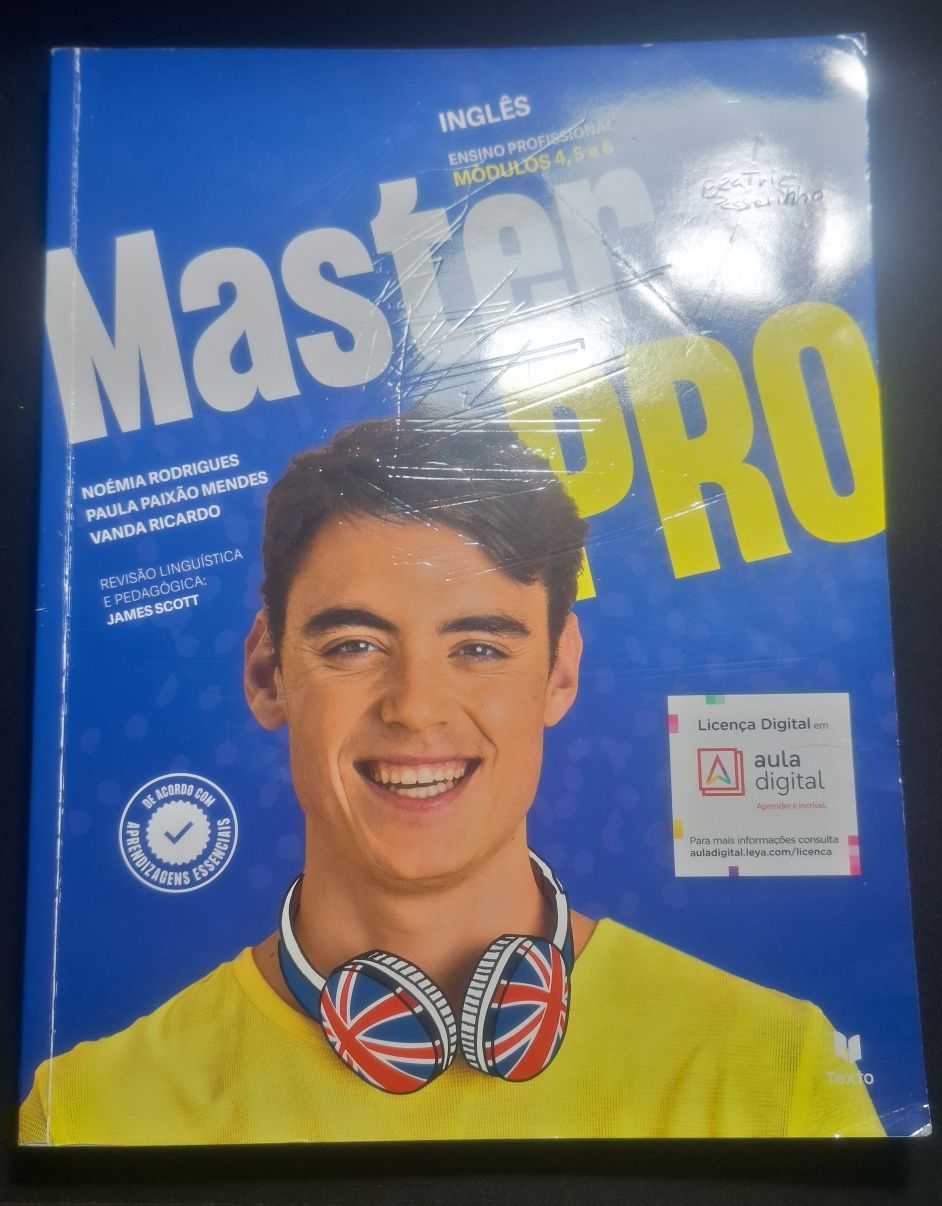 INGLÊS
ENSINO PROFISSIONAL
MÓDULOS 4, 5 e 6
Beatriz
Master
PRO
NOÉMIA RODRIGUES
PAULA PAIXÃO MENDES
VANDA RICARDO
REVISÃO LINGUÍSTICA
E PEDAGÓGICA:
JAMES SCOTT
Licença Digital em
aula
digital
Aprender é incrível.
Para mais informações consulta
auladigital.leya.com/licenca
DE ACORDO COM
APRENDIZAGENS ESSENCIAIS
Texto